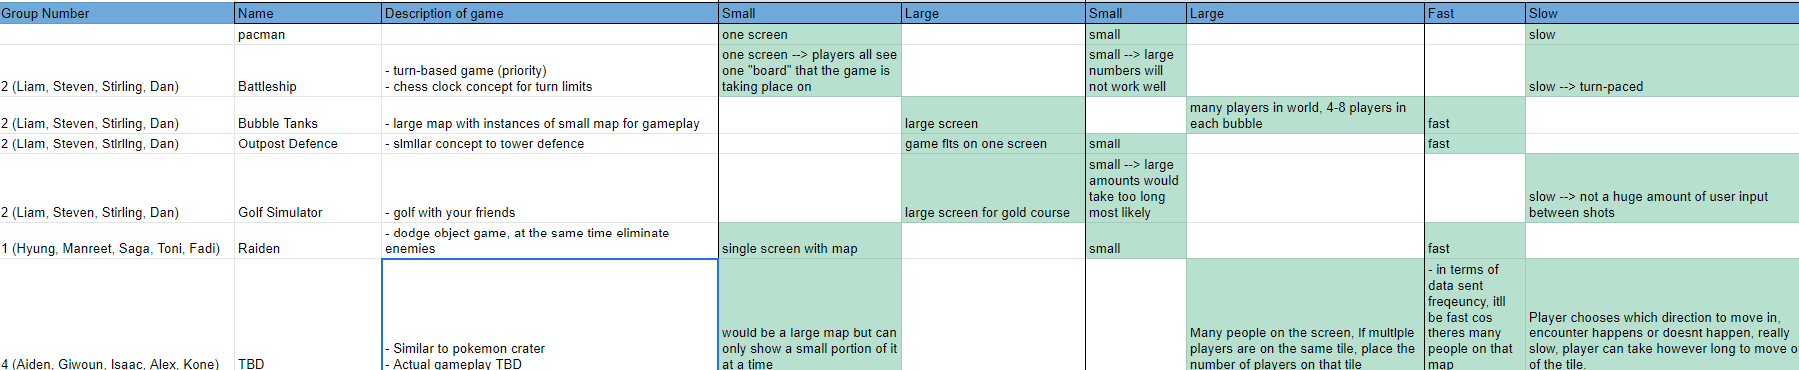 Group Number Name Description of game Small Large Small Large Fast Slow
pacman one screen small slow
one screen --> players all see
one "board" that the game is
taking place on
small --> large
numbers will
not work well
- turn-based game (priority)
- chess clock concept for turn limits
2 (Liam, Steven, Stirling, Dan) Battleship slow --> turn-paced
many players in world, 4-8 players in
each bubble
2 (Liam, Steven, Stirling, Dan) Bubble Tanks - large map with instances of small map for gameplay large screen fast
2 (Liam, Steven, Stirling, Dan) Outpost Defence - similar concept to tower defence game fits on one screen small fast
small --> large
amounts would
take too long
most likely
slow --> not a huge amount of user input
between shots
2 (Liam, Steven, Stirling, Dan) Golf Simulator - golf with your friends large screen for gold course
- dodge object game, at the same time eliminate
enemies
1 (Hyung, Manreet, Saga, Toni, Fadi) Raiden single screen with map small fast
- in terms of
data sent
freqeuncy, itll
be fast cos
theres many
people on that
map
- Similar to pokemon crater
- Actual gameplay TBD
would be a large map but can
only show a small portion of it
at a time
Many people on the screen, If multiple
players are on the same tile, place the
number of players on that tile
Player chooses which direction to move in,
encounter happens or doesnt happen, really
slow, player can take however long to move
of the tile.
4 (Aiden, Giwoun, Isaac, Alex, Kone) TBD